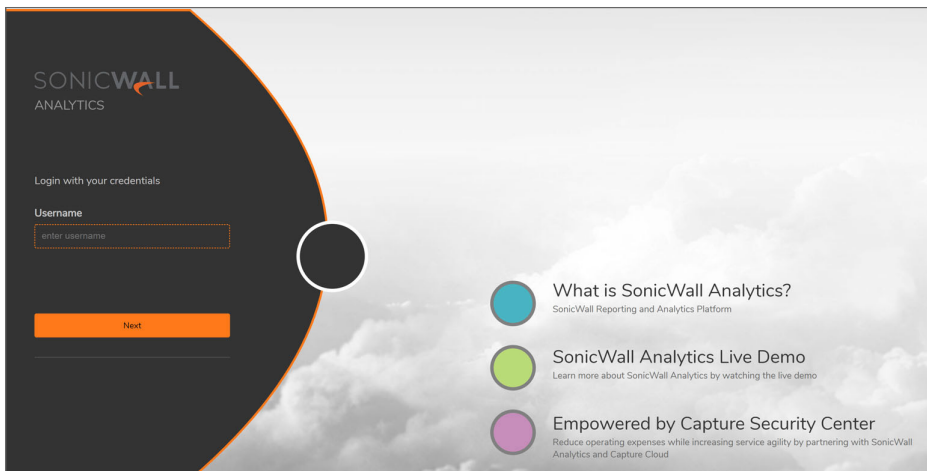 SONICWALL
ANALYTICS
Login with your credentials
Username
enter username
Next
What is SonicWall Analytics?
SonicWall Reporting and Analytics Platform
SonicWall Analytics Live Demo
Learn more about SonicWall Analytics by watching the live demo
Empowered by Capture Security Center
Reduce operating expenses while increasing service agility by partnering with SonicWall
Analytics and Capture Cloud